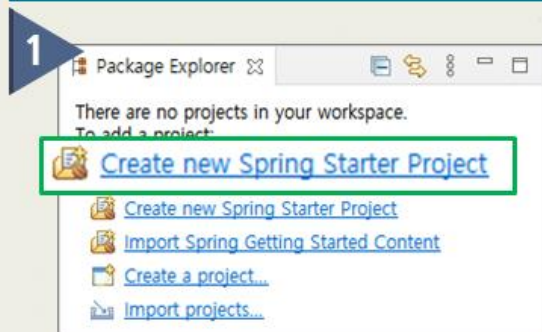 1
Package Explorer
There are no projects in your workspace.
To add a project:
Create new Spring Starter Project
Create new Spring Starter Project
Import Spring Getting Started Content
Create a project...
Import projects...